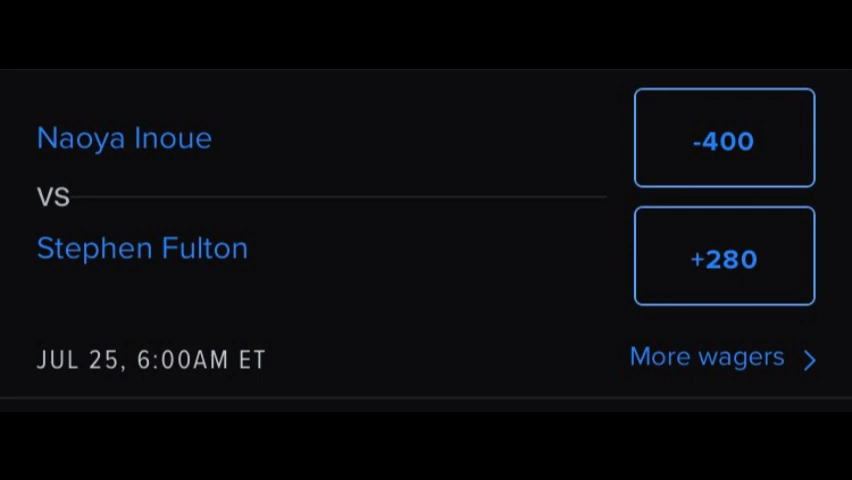 Naoya Inoue
-400
VS
Stephen Fulton
+280
JUL 25, 6:00AM ET
More wagers